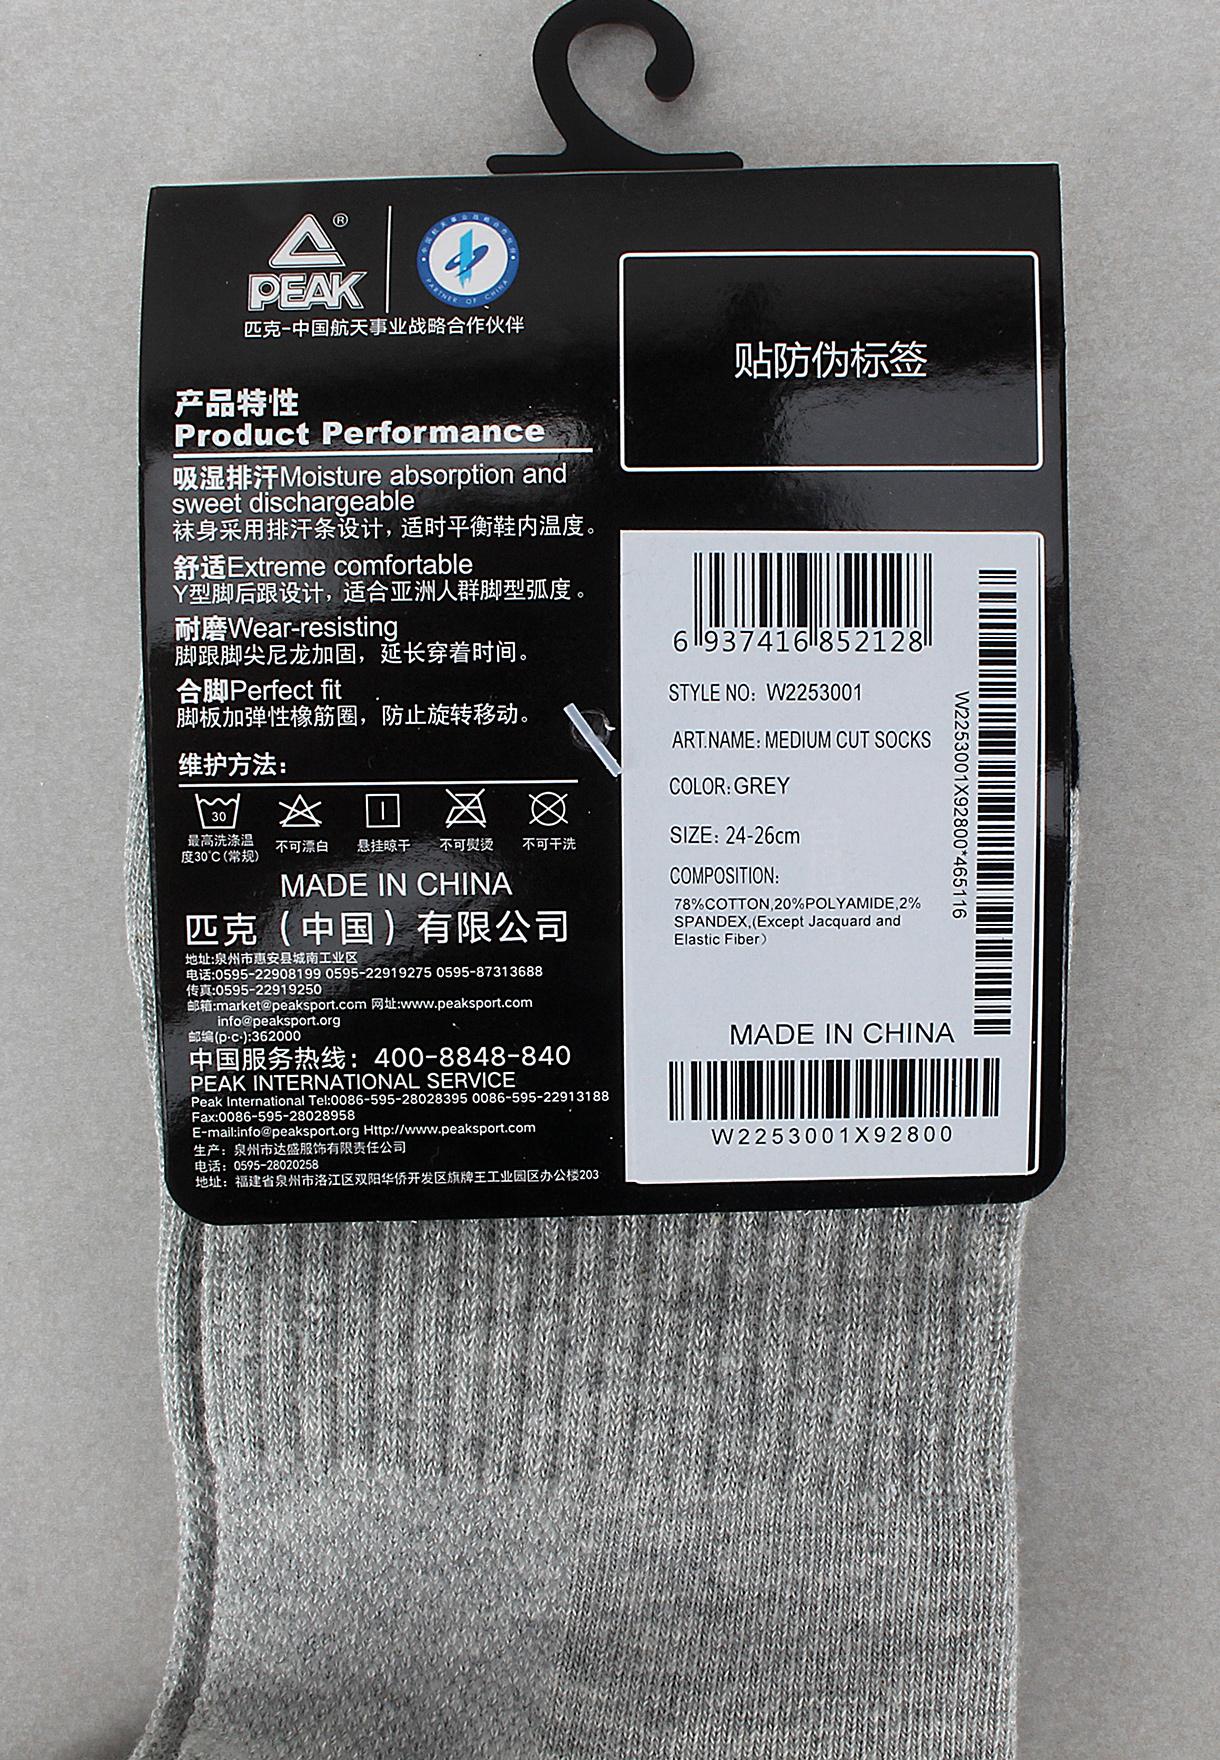 ®
PEAK
中国航天事业战略合作伙伴
PARTNER OF CHINA
匹克-中国航天事业战略合作伙伴
产品特性
Product Performance
吸湿排汗Moisture absorption and
sweet dischargeable
袜身采用排汗条设计，适时平衡鞋内温度。
舒适Extreme comfortable
Y型脚后跟设计，适合亚洲人群脚型弧度。
耐磨Wear-resisting
脚跟脚尖尼龙加固，延长穿着时间。
合脚Perfect fit
脚板加弹性橡筋圈，防止旋转移动。
维护方法：
30
最高洗涤温
度30℃(常规)
不可漂白
悬挂晾干
不可熨烫
不可干洗
MADE IN CHINA
匹克（中国）有限公司
地址:泉州市惠安县城南工业区
电话:0595-22908199 0595-22919275 0595-87313688
传真:0595-22919250
邮箱:market@peaksport.com 网址:www.peaksport.com
info@peaksport.org
邮编(p·c·):362000
中国服务热线：400-8848-840
PEAK INTERNATIONAL SERVICE
Peak International Tel:0086-595-28028395 0086-595-22913188
Fax:0086-595-28028958
E-mail:info@peaksport.org Http://www.peaksport.com
生产：泉州市达盛服饰有限责任公司
电话：0595-28020258
地址：福建省泉州市洛江区双阳华侨开发区旗牌王工业园区办公楼203
贴防伪标签
6 937416 852128
STYLE NO: W2253001
ART.NAME: MEDIUM CUT SOCKS
COLOR: GREY
SIZE: 24-26cm
COMPOSITION:
78%COTTON,20%POLYAMIDE,2%
SPANDEX,(Except Jacquard and
Elastic Fiber）
W2253001X92800*465116
MADE IN CHINA
W2253001X92800